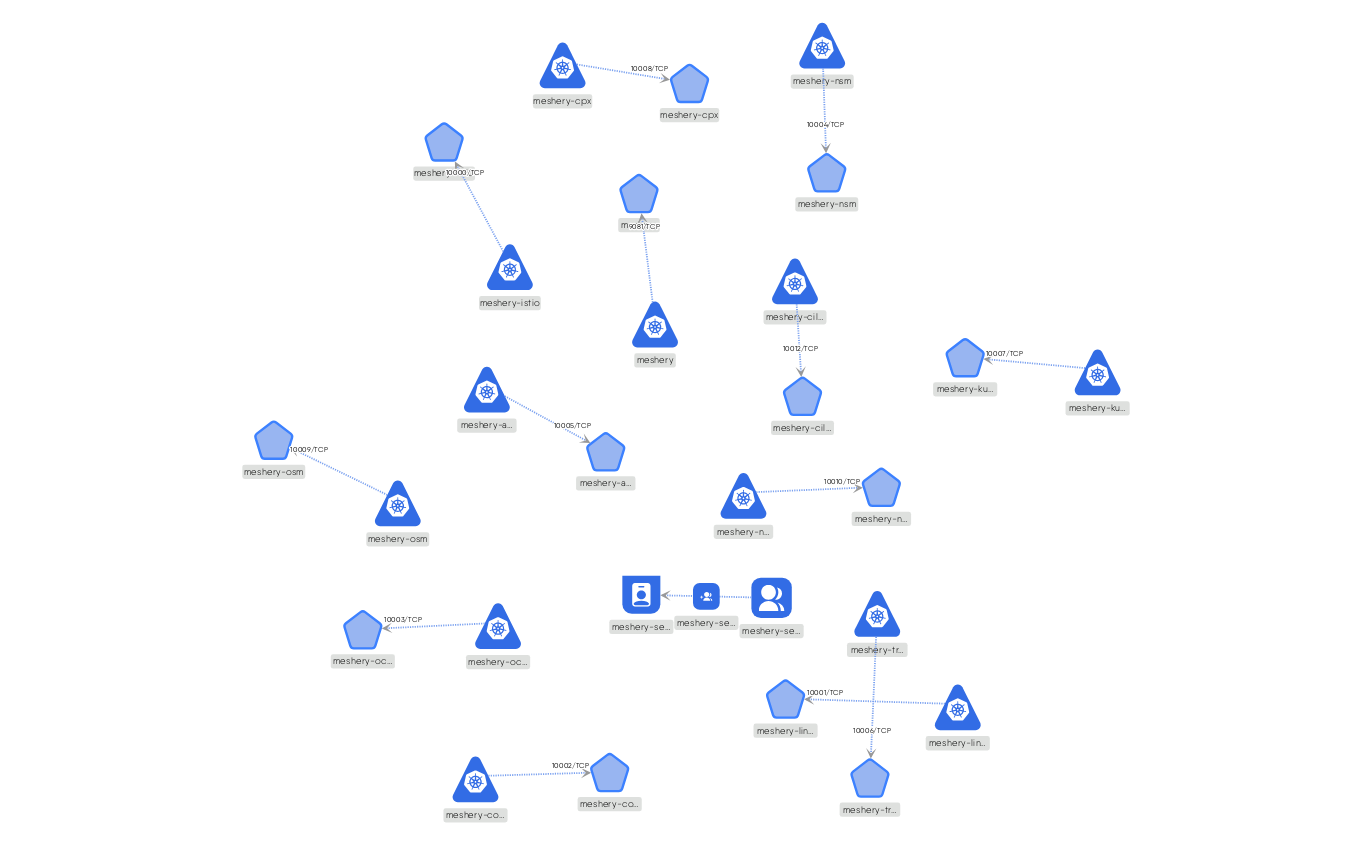 10008/TCP
meshery-cpx
meshery-cpx
meshery-nsm
10004/TCP
meshery-nsm
10000/TCP
meshery-istio
9081/TCP
meshery
meshery-cil...
10012/TCP
meshery-cil...
10007/TCP
meshery-ku...
meshery-ku...
meshery-a...
10005/TCP
meshery-a...
10009/TCP
meshery-osm
meshery-osm
10010/TCP
meshery-n...
meshery-n...
meshery-se...
meshery-se...
meshery-se...
10003/TCP
meshery-oc...
meshery-oc...
meshery-tr...
10001/TCP
meshery-lin...
meshery-lin...
10006/TCP
meshery-tr...
10002/TCP
meshery-co...
meshery-co...